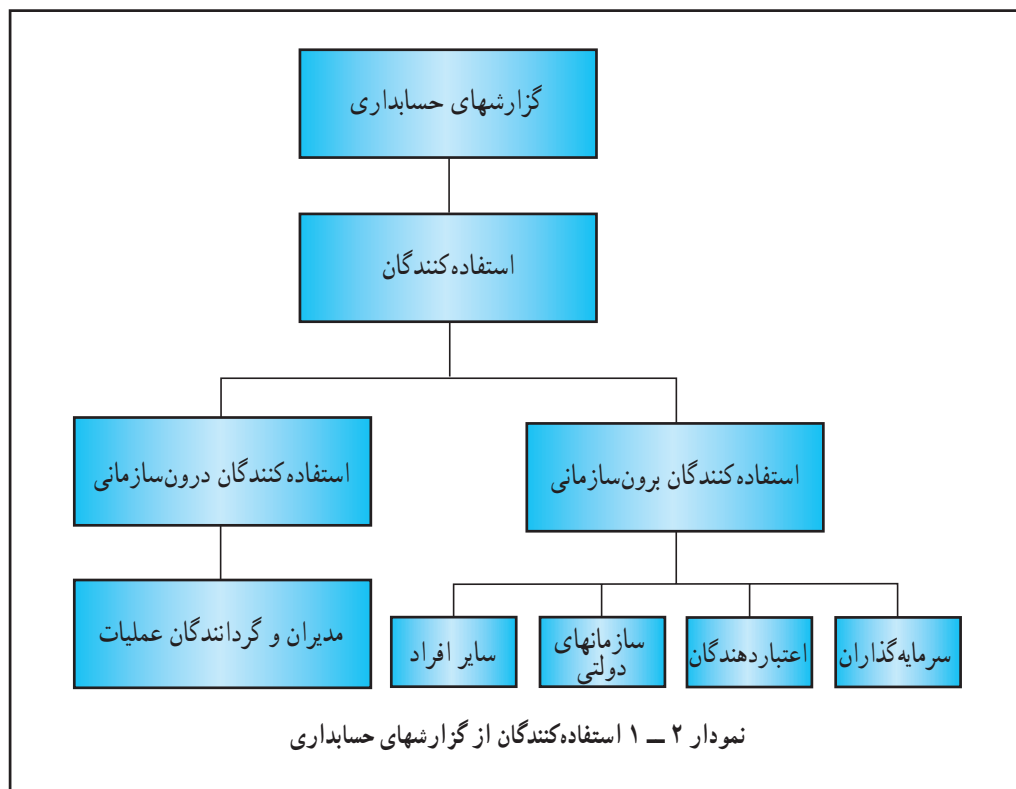 گزارشهای حسابداری
استفاده‌کنندگان
استفاده‌کنندگان برون‌سازمانی
استفاده‌کنندگان درون‌سازمانی
سرمایه‌گذاران
اعتباردهندگان
سازمانهای
دولتی
سایر افراد
مدیران و گردانندگان عملیات
نمودار ۲ ــ ۱ استفاده‌کنندگان از گزارشهای حسابداری